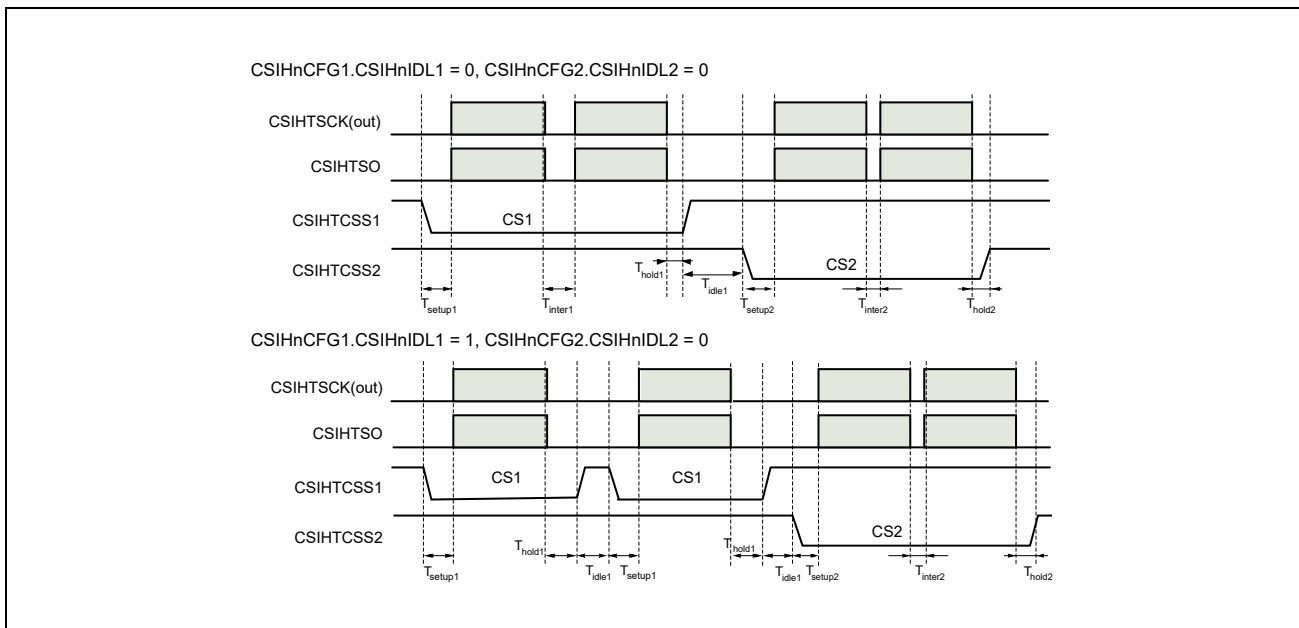 CSIHnCFG1.CSIHnIDL1 = 0, CSIHnCFG2.CSIHnIDL2 = 0
CSIHTSCK(out)
CSIHTSO
CSIHTCSS1
CS1
CSIHTCSS2
CS2
Thold1
Tidle1
Tsetup1
Tinter1
Tsetup2
Tinter2
Thold2
CSIHnCFG1.CSIHnIDL1 = 1, CSIHnCFG2.CSIHnIDL2 = 0
CSIHTSCK(out)
CSIHTSO
CSIHTCSS1
CS1
CS1
CSIHTCSS2
CS2
Thold1
Thold1
Tsetup1
Tidle1
Tsetup1
Tidle1
Tsetup2
Tinter2
Thold2